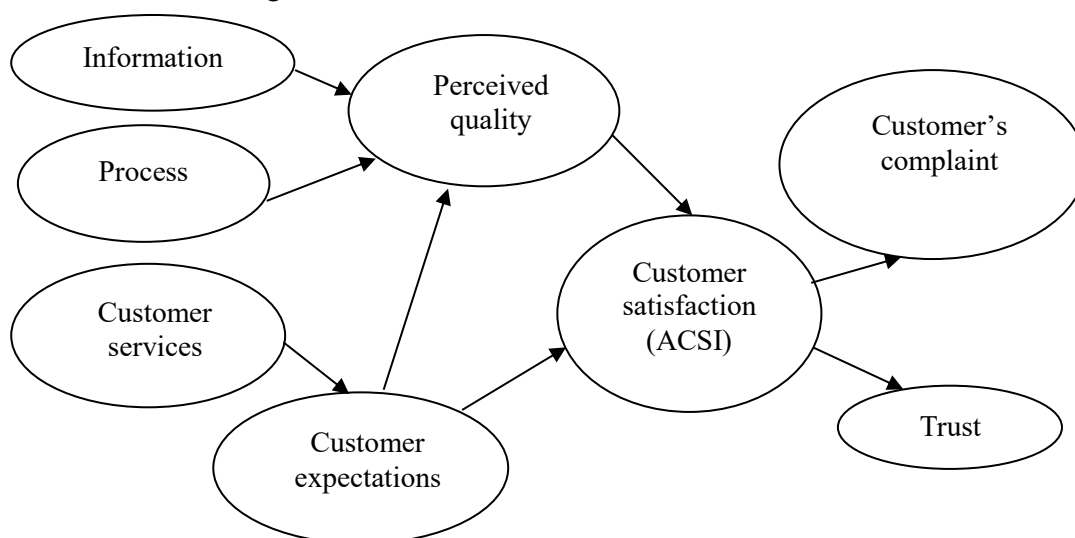 Information
Perceived
quality
Customer's
complaint
Process
Customer
satisfaction
(ACSI)
Customer
services
Trust
Customer
expectations